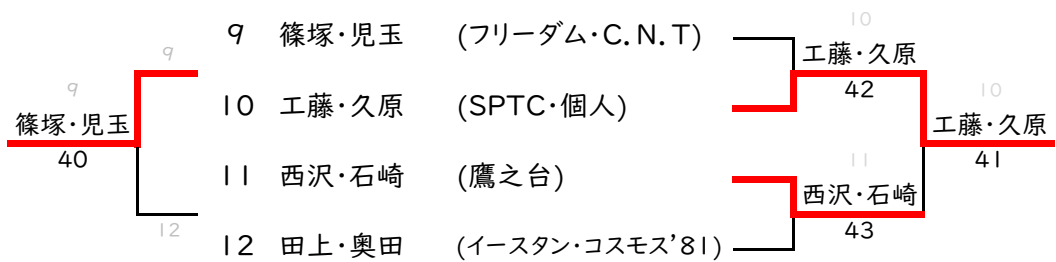 9 篠塚・児玉 (フリーダム・C.N.T)
10 工藤・久原 (SPTC・個人)
11 西沢・石崎 (鷹之台)
12 田上・奥田 (イースタン・コスモス’81)
9
9
篠塚・児玉
40
12
10
工藤・久原
42
10
工藤・久原
41
11
西沢・石崎
43